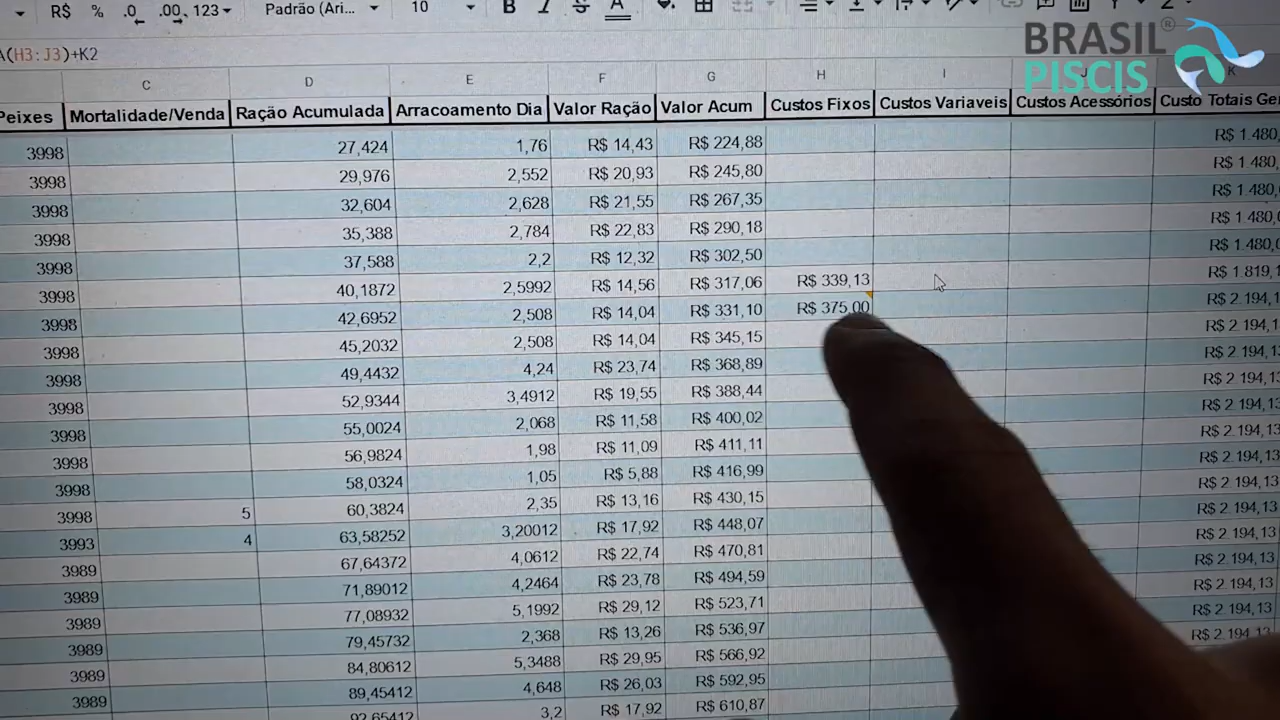 R$ % .0 .00 123 Padrão (Ari... 10 B I S A
A(H3:J3)+K2
BRASIL®
PISCIS
C D E F G H I J K
Peixes Mortalidade/Venda Ração Acumulada Arracoamento Dia Valor Ração Valor Acum Custos Fixos Custos Variaveis Custos Acessórios Custo Totais Ger
3998 27,424 1,76 R$ 14,43 R$ 224,88 R$ 1.480,
3998 29,976 2,552 R$ 20,93 R$ 245,80 R$ 1.480,
3998 32,604 2,628 R$ 21,55 R$ 267,35 R$ 1.480,
3998 35,388 2,784 R$ 22,83 R$ 290,18 R$ 1.480,
3998 37,588 2,2 R$ 12,32 R$ 302,50 R$ 1.480,0
3998 40,1872 2,5992 R$ 14,56 R$ 317,06 R$ 339,13 R$ 1.819,1
3998 42,6952 2,508 R$ 14,04 R$ 331,10 R$ 375,00 R$ 2.194,1
3998 45,2032 2,508 R$ 14,04 R$ 345,15 R$ 2.194,1
3998 49,4432 4,24 R$ 23,74 R$ 368,89 R$ 2.194,1
3998 52,9344 3,4912 R$ 19,55 R$ 388,44 R$ 2.194,1
3998 55,0024 2,068 R$ 11,58 R$ 400,02 R$ 2.194,13
3998 56,9824 1,98 R$ 11,09 R$ 411,11 R$ 2.194,13
3998 58,0324 1,05 R$ 5,88 R$ 416,99 R$ 2.194,13
3998 5 60,3824 2,35 R$ 13,16 R$ 430,15 R$ 2.194,13
3993 4 63,58252 3,20012 R$ 17,92 R$ 448,07 R$ 2.194,13
3989 67,64372 4,0612 R$ 22,74 R$ 470,81 R$ 2.194,13
3989 71,89012 4,2464 R$ 23,78 R$ 494,59 R$ 2.194,13
3989 77,08932 5,1992 R$ 29,12 R$ 523,71 R$ 2.194,13
3989 79,45732 2,368 R$ 13,26 R$ 536,97 R$ 2.194,13
3989 84,80612 5,3488 R$ 29,95 R$ 566,92
3989 89,45412 4,648 R$ 26,03 R$ 592,95
92,65412 3,2 R$ 17,92 R$ 610,87